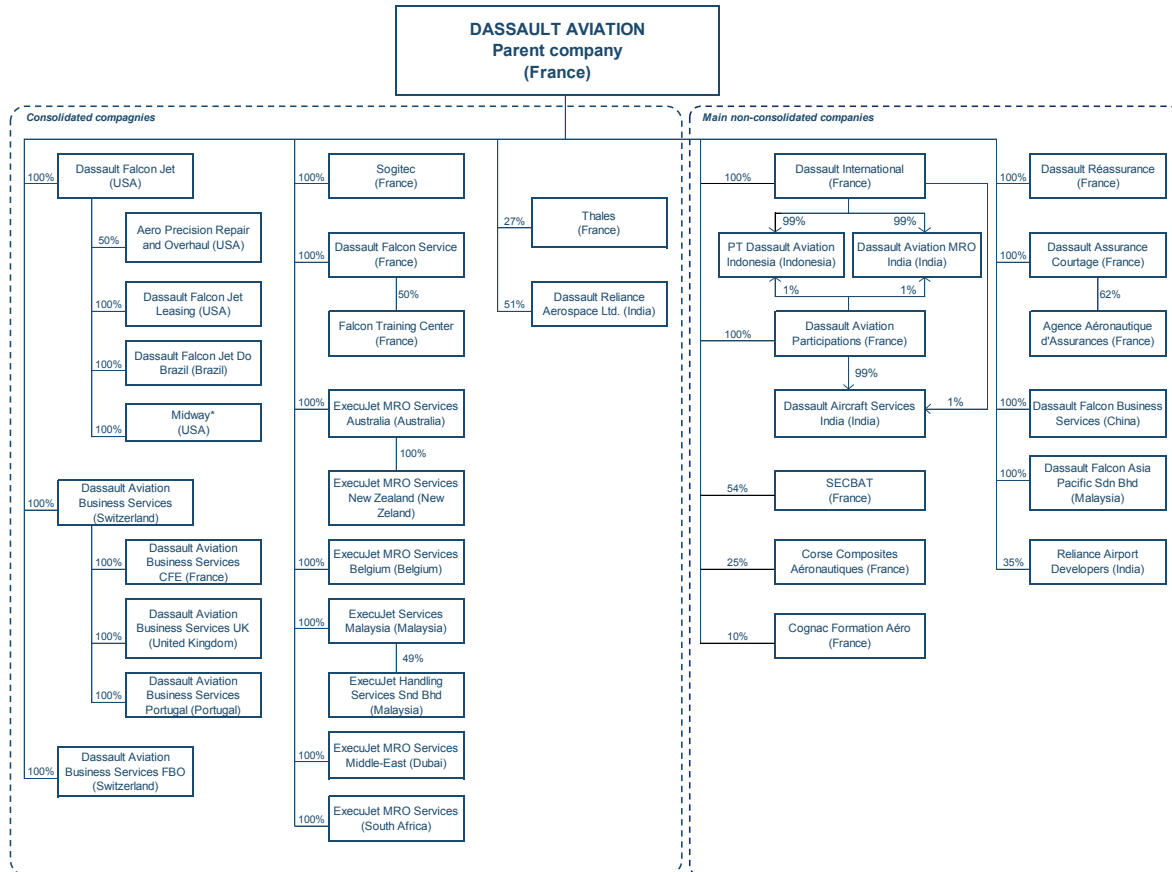 DASSAULT AVIATION
Parent company
(France)
Consolidated compagnies
100%
Dassault Falcon Jet
(USA)
50%
Aero Precision Repair
and Overhaul (USA)
100%
Dassault Falcon Jet
Leasing (USA)
100%
Dassault Falcon Jet Do
Brazil (Brazil)
100%
Midway*
(USA)
100%
Dassault Aviation
Business Services
(Switzerland)
100%
Dassault Aviation
Business Services
CFE (France)
100%
Dassault Aviation
Business Services UK
(United Kingdom)
100%
Dassault Aviation
Business Services
Portugal (Portugal)
100%
Dassault Aviation
Business Services FBO
(Switzerland)
100%
Sogitec
(France)
100%
Dassault Falcon Service
(France)
50%
Falcon Training Center
(France)
100%
ExecuJet MRO Services
Australia (Australia)
100%
ExecuJet MRO Services
New Zealand (New
Zeland)
100%
ExecuJet MRO Services
Belgium (Belgium)
100%
ExecuJet Services
Malaysia (Malaysia)
49%
ExecuJet Handling
Services Snd Bhd
(Malaysia)
100%
ExecuJet MRO Services
Middle-East (Dubai)
100%
ExecuJet MRO Services
(South Africa)
27%
Thales
(France)
51%
Dassault Reliance
Aerospace Ltd. (India)
Main non-consolidated companies
100%
Dassault International
(France)
99%
99%
PT Dassault Aviation
Indonesia (Indonesia)
Dassault Aviation MRO
India (India)
1%
1%
100%
Dassault Aviation
Participations (France)
99%
Dassault Aircraft Services
India (India)
1%
54%
SECBAT
(France)
25%
Corse Composites
Aéronautiques (France)
10%
Cognac Formation Aéro
(France)
100%
Dassault Réassurance
(France)
100%
Dassault Assurance
Courtage (France)
62%
Agence Aéronautique
d'Assurances (France)
100%
Dassault Falcon Business
Services (China)
100%
Dassault Falcon Asia
Pacific Sdn Bhd
(Malaysia)
35%
Reliance Airport
Developers (India)